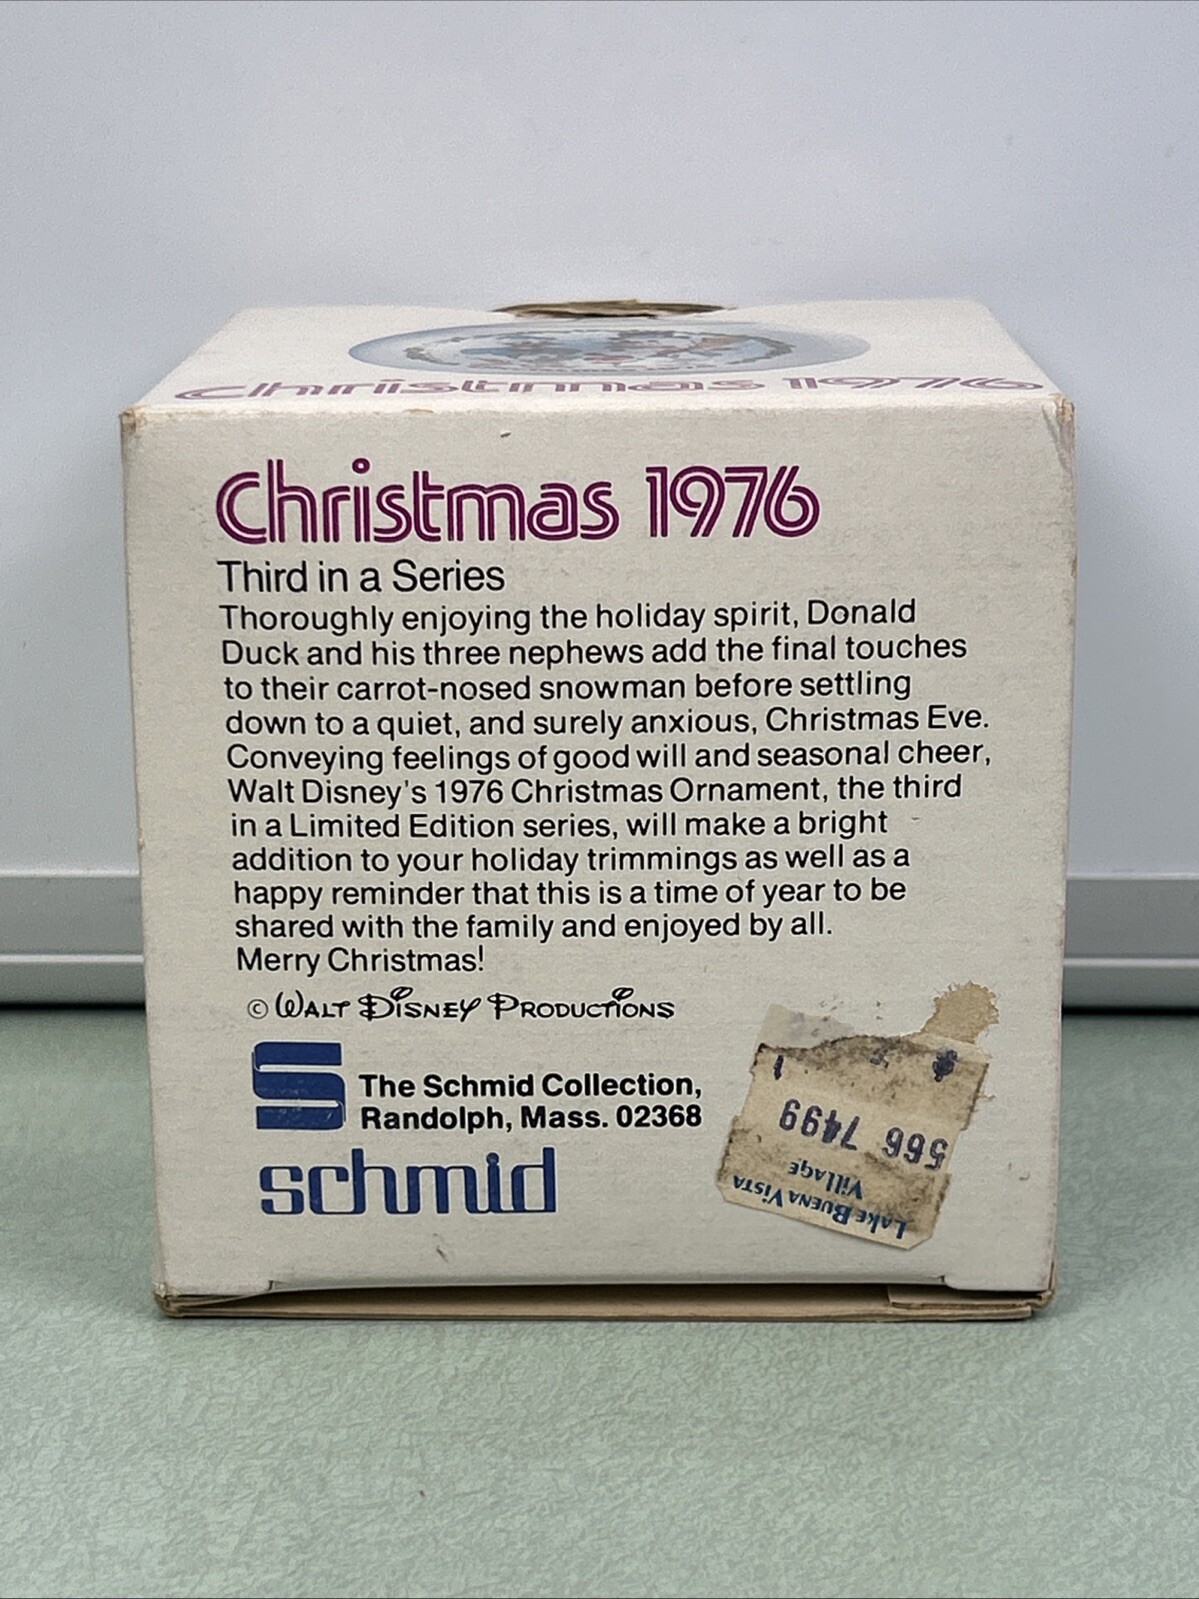 Christmas 1976
Christmas 1976
Third in a Series
Thoroughly enjoying the holiday spirit, Donald
Duck and his three nephews add the final touches
to their carrot-nosed snowman before settling
down to a quiet, and surely anxious, Christmas Eve.
Conveying feelings of good will and seasonal cheer,
Walt Disney's 1976 Christmas Ornament, the third
in a Limited Edition series, will make a bright
addition to your holiday trimmings as well as a
happy reminder that this is a time of year to be
shared with the family and enjoyed by all.
Merry Christmas!
© WALT DISNEY PRODUCTIONS
The Schmid Collection,
Randolph, Mass. 02368
schmid
LAKE BUENA VISTA
VILLAGE
566 7499